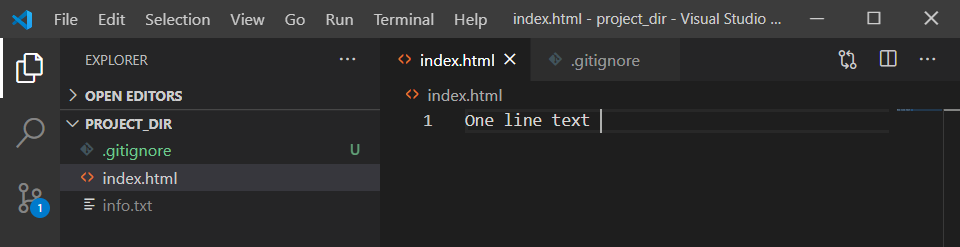 File Edit Selection View Go Run Terminal Help index.html - project_dir - Visual Studio ...
EXPLORER ... index.html .gitignore ...
OPEN EDITORS index.html
PROJECT_DIR 1 One line text
.gitignore U
index.html
info.txt
1